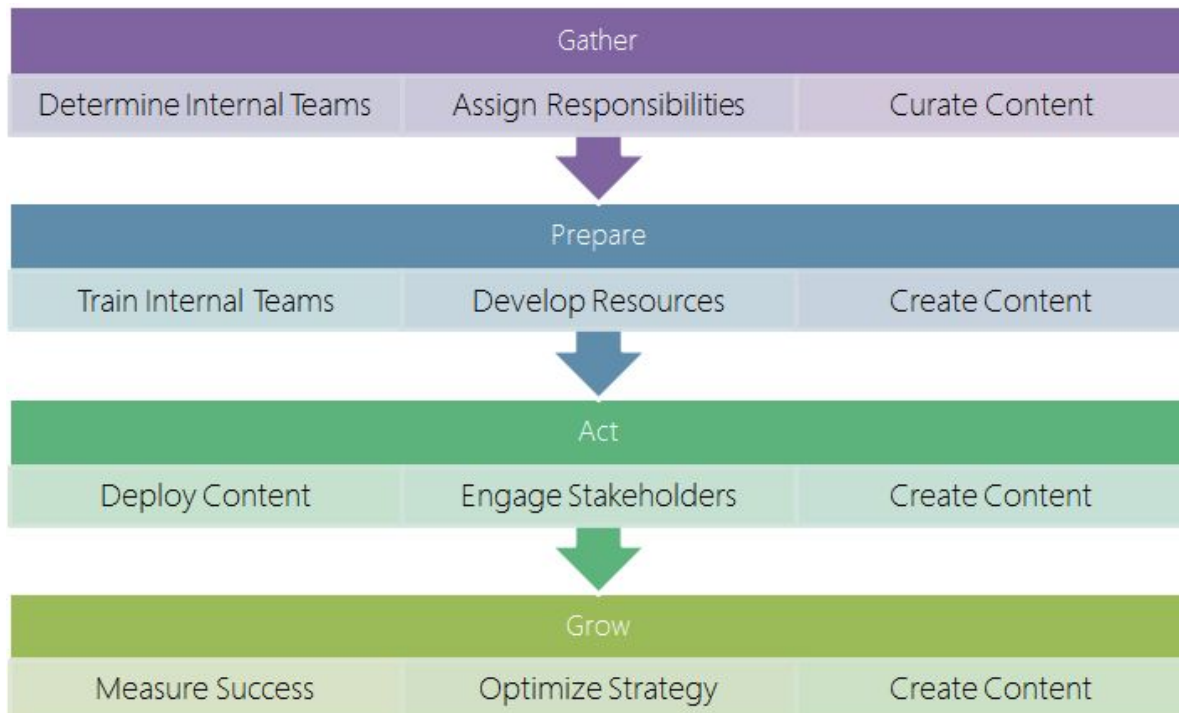 Gather
Determine Internal Teams Assign Responsibilities Curate Content
Prepare
Train Internal Teams Develop Resources Create Content
Act
Deploy Content Engage Stakeholders Create Content
Grow
Measure Success Optimize Strategy Create Content